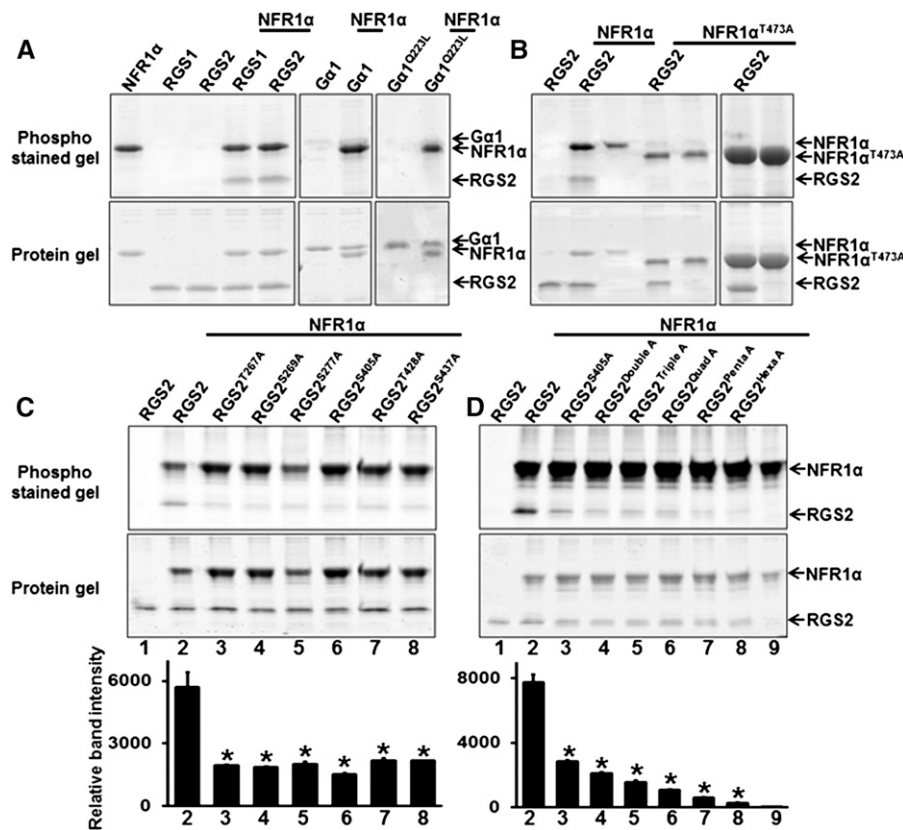 A
NFR1α
NFR1α
NFR1α
NFR1α
RGS1
RGS2
RGS1
RGS2
Gα1
Gα1
Gα1Q223L
Gα1Q223L
Phospho
stained gel
Gα1
NFR1α
RGS2
Protein gel
Gα1
NFR1α
RGS2
B
NFR1α
NFR1αT473A
RGS2
RGS2
RGS2
RGS2
NFR1α
NFR1αT473A
RGS2
NFR1α
NFR1αT473A
RGS2
C
NFR1α
RGS2
RGS2
RGS2T267A
RGS2S269A
RGS2S277A
RGS2S405A
RGS2T428A
RGS2S437A
Phospho
stained gel
Protein gel
1 2 3 4 5 6 7 8
Relative band intensity
6000
3000
0
* * * * * *
2 3 4 5 6 7 8
D
NFR1α
RGS2
RGS2
RGS2S405A
RGS2Double A
RGS2Triple A
RGS2Quad A
RGS2Penta A
RGS2Hexa A
NFR1α
RGS2
NFR1α
RGS2
1 2 3 4 5 6 7 8 9
8000
4000
0
* * * * * *
2 3 4 5 6 7 8 9